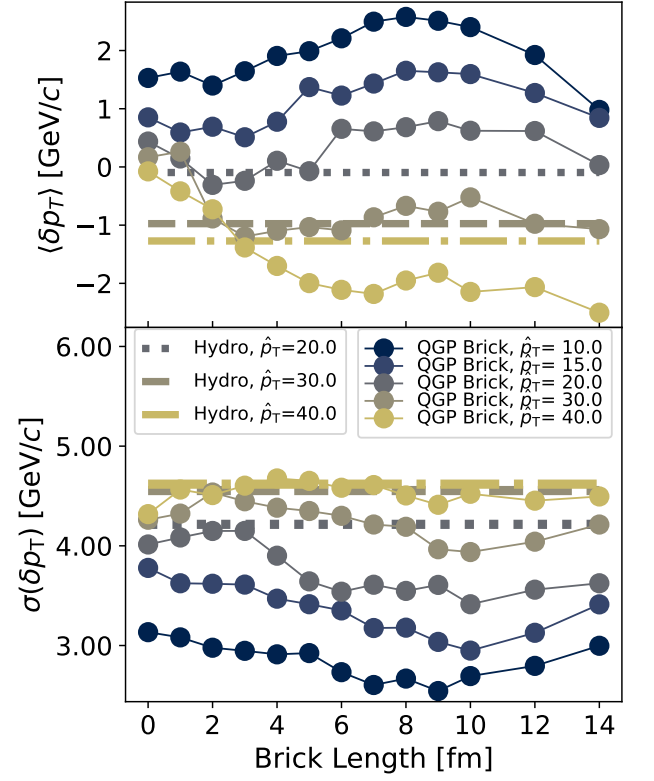 ⟨δp_T⟩ [GeV/c]
2
1
0
−1
−2
σ(δp_T) [GeV/c]
6.00
5.00
4.00
3.00
Hydro, p̂_T=20.0
Hydro, p̂_T=30.0
Hydro, p̂_T=40.0
QGP Brick, p̂_T= 10.0
QGP Brick, p̂_T= 15.0
QGP Brick, p̂_T= 20.0
QGP Brick, p̂_T= 30.0
QGP Brick, p̂_T= 40.0
0 2 4 6 8 10 12 14
Brick Length [fm]